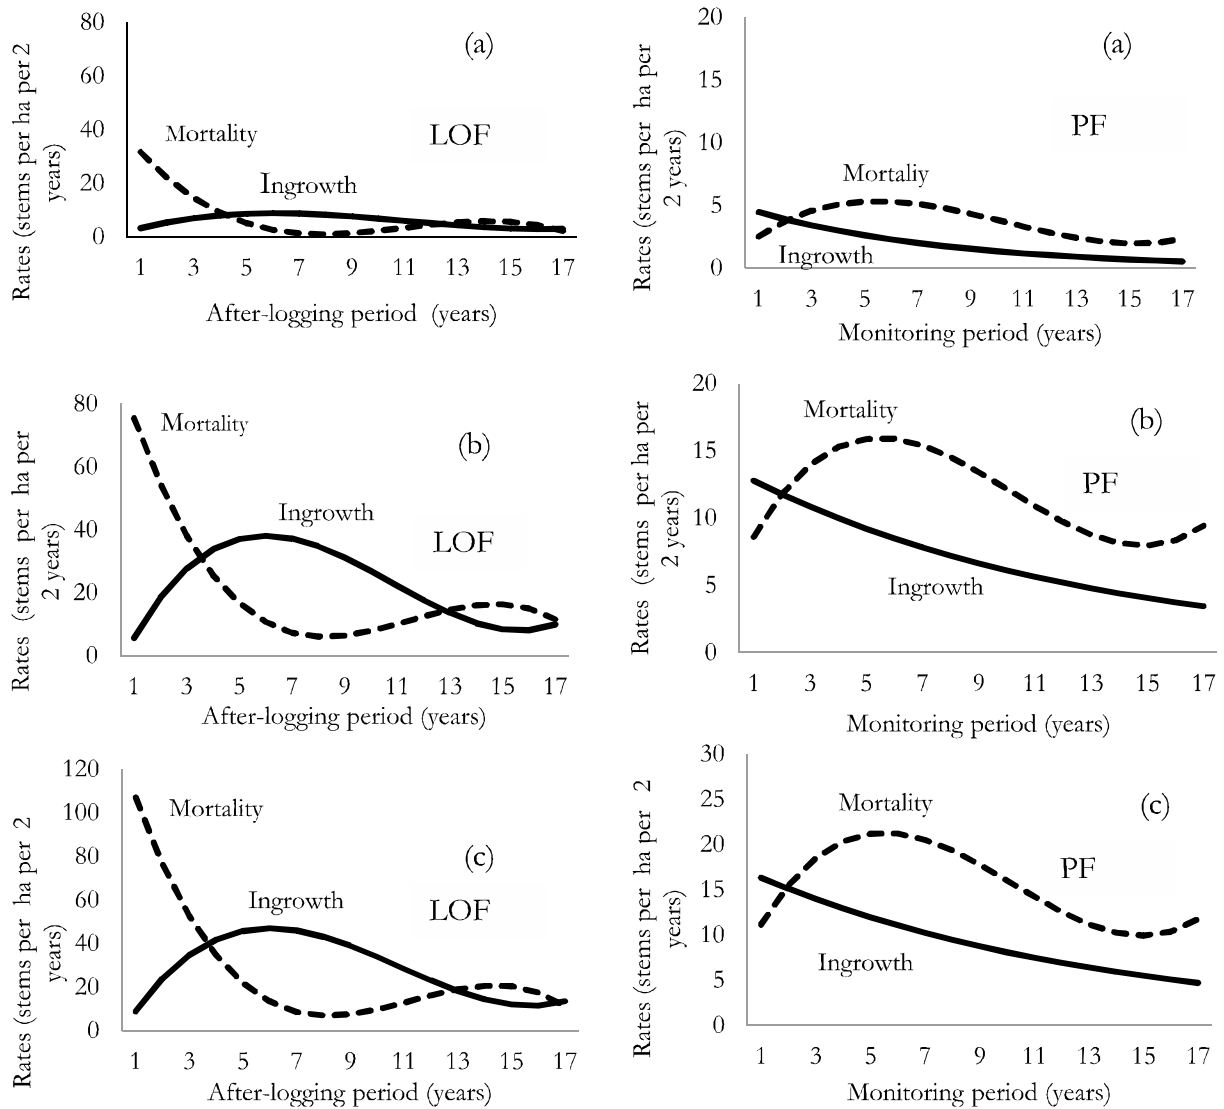 Rates (stems per ha per 2
years)
80
60
40
20
0
(a)
Mortality
LOF
Ingrowth
1 3 5 7 9 11 13 15 17
After-logging period (years)
Rates (stems per ha per
2 years)
20
15
10
5
0
(a)
PF
Mortaliy
Ingrowth
1 3 5 7 9 11 13 15 17
Monitoring period (years)
Rates (stems per ha per
2 years)
80
60
40
20
0
Mortality
(b)
Ingrowth
LOF
1 3 5 7 9 11 13 15 17
After-logging period (years)
Rates (stems per ha per
2 years)
20
15
10
5
0
Mortality
(b)
PF
Ingrowth
1 3 5 7 9 11 13 15 17
Monitoring period (years)
Rates (stems per ha per 2
years)
120
100
80
60
40
20
0
Mortality
(c)
Ingrowth
LOF
1 3 5 7 9 11 13 15 17
After-logging period (years)
Rates (stems per ha per 2
years)
30
25
20
15
10
5
0
Mortality
(c)
PF
Ingrowth
1 3 5 7 9 11 13 15 17
Monitoring period (years)